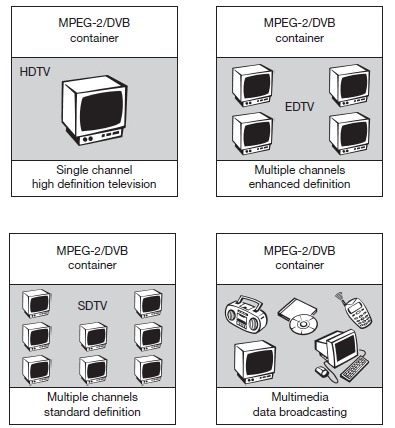 MPEG-2/DVB
container
HDTV
Single channel
high definition television
MPEG-2/DVB
container
EDTV
Multiple channels
enhanced definition
MPEG-2/DVB
container
SDTV
Multiple channels
standard definition
MPEG-2/DVB
container
Multimedia
data broadcasting